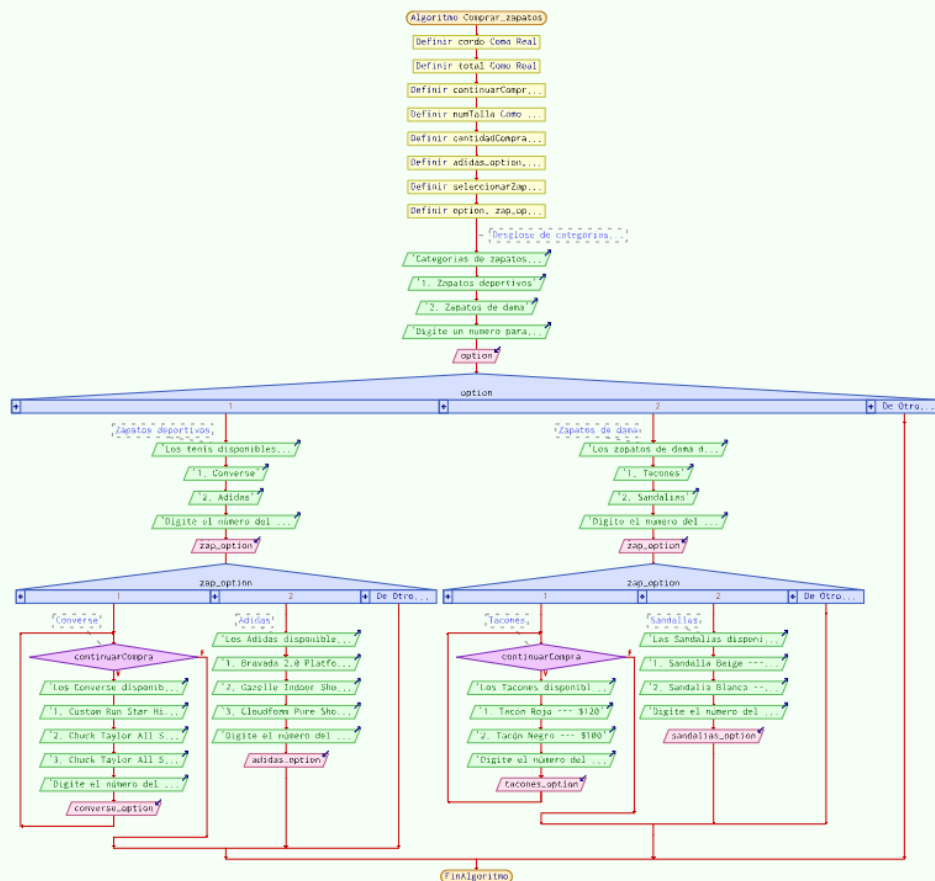 Algoritmo Comprar_zapatos
Definir cordo Como Real
Definir total Como Real
Definir continuarCompr...
Definir numTalla Como ...
Definir cantidadCompra...
Definir adidas_option,...
Definir seleccionarZap...
Definir option, zap_op...
Desglose de categorias...
'Categorias de zapatos...
'1. Zapatos deportivos'
'2. Zapatos de dama'
'Digite un numero para...
option
option
1
2
De Otro...
Zapatos deportivos
'Los tenis disponibles...
'1. Converse'
'2. Adidas'
'Digite el número del ...
zap_option
zap_option
1
2
De Otro...
Converse
continuarCompra
F
V
'Los Converse disponib...
'1. Custom Run Star Hi...
'2. Chuck Taylor All S...
'3. Chuck Taylor All S...
'Digite el número del ...
converse_option
Adidas
'Los Adidas disponible...
'1. Bravada 2.0 Platfo...
'2. Gazelle Indoor Sho...
'3. Cloudfoam Pure Sho...
'Digite el número del ...
adidas_option
Zapatos de dama
'Los zapatos de dama d...
'1. Tacones'
'2. Sandalias'
'Digite el número del ...
zap_option
zap_option
1
2
De Otro...
Tacones
continuarCompra
F
V
'Los Tacones disponibl...
'1. Tacón Rojo --- $120'
'2. Tacón Negro --- $100'
'Digite el número del ...
tacones_option
Sandalias
'Las Sandalias disponi...
'1. Sandalia Beige ---...
'2. Sandalia Blanca --...
'Digite el número del ...
sandalias_option
FinAlgoritmo